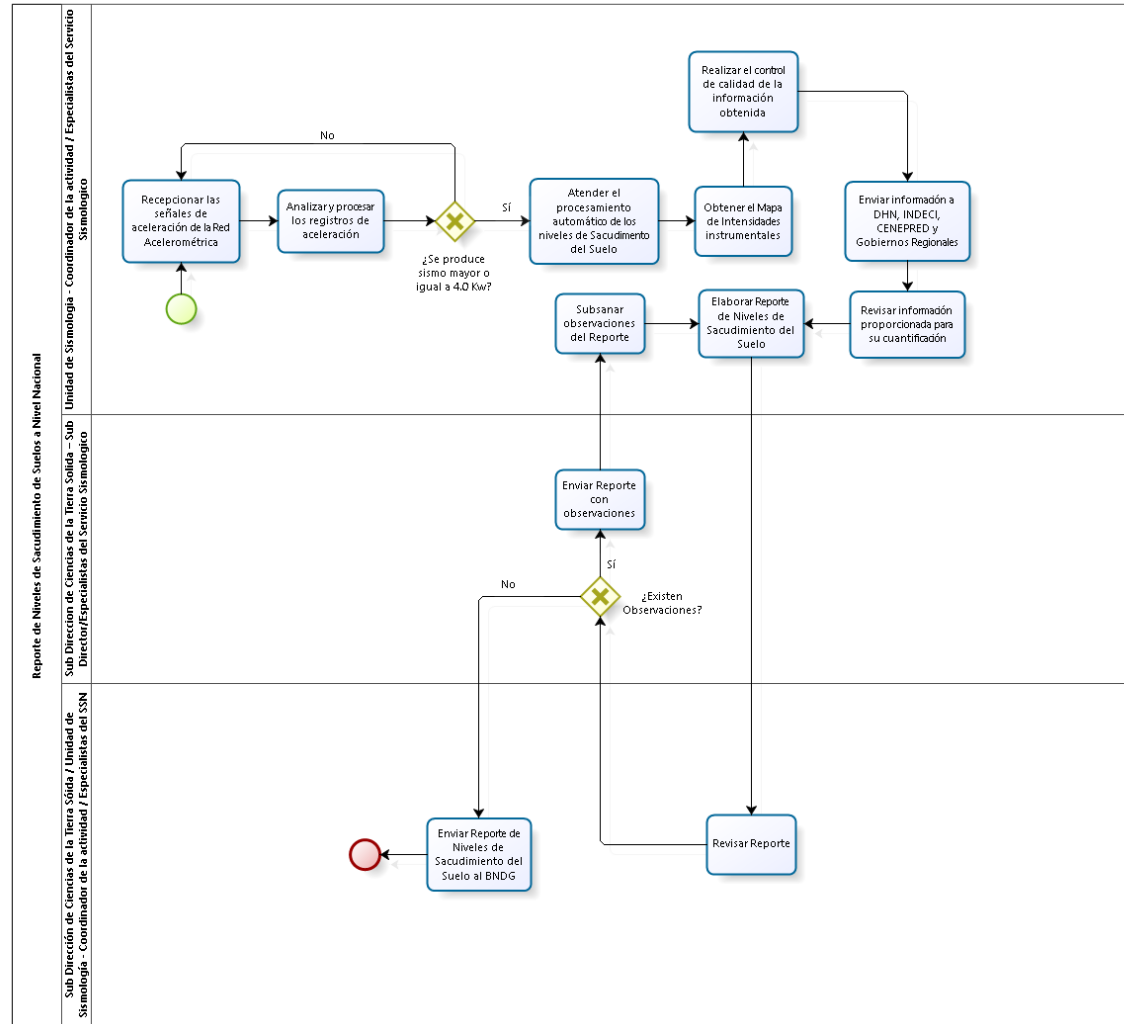 Reporte de Niveles de Sacudimiento de Suelos a Nivel Nacional
Unidad de Sismología - Coordinador de la actividad / Especialistas del Servicio
Sismologico
No
Recepcionar las
señales de
aceleración de la Red
Acelerométrica
Analizar y procesar
los registros de
aceleración
¿Se produce
sismo mayor o
igual a 4.0 Kw?
Sí
Atender el
procesamiento
automático de los
niveles de Sacudimento
del Suelo
Obtener el Mapa
de Intensidades
instrumentales
Realizar el control
de calidad de la
información
obtenida
Enviar información a
DHN, INDECI,
CENEPRED y
Gobiernos Regionales
Revisar información
proporcionada para
su cuantificación
Elaborar Reporte
de Niveles de
Sacudimiento del
Suelo
Subsanar
observaciones
del Reporte
Sub Direccion de Ciencias de la Tierra Solida – Sub
Director/Especialistas del Servicio Sismologico
Enviar Reporte
con
observaciones
Sí
No
¿Existen
Observaciones?
Sub Dirección de Ciencias de la Tierra Sóida / Unidad de
Sismología - Coordinador de la actividad / Especialistas del SSN
Enviar Reporte de
Niveles de
Sacudimiento del
Suelo al BNDG
Revisar Reporte